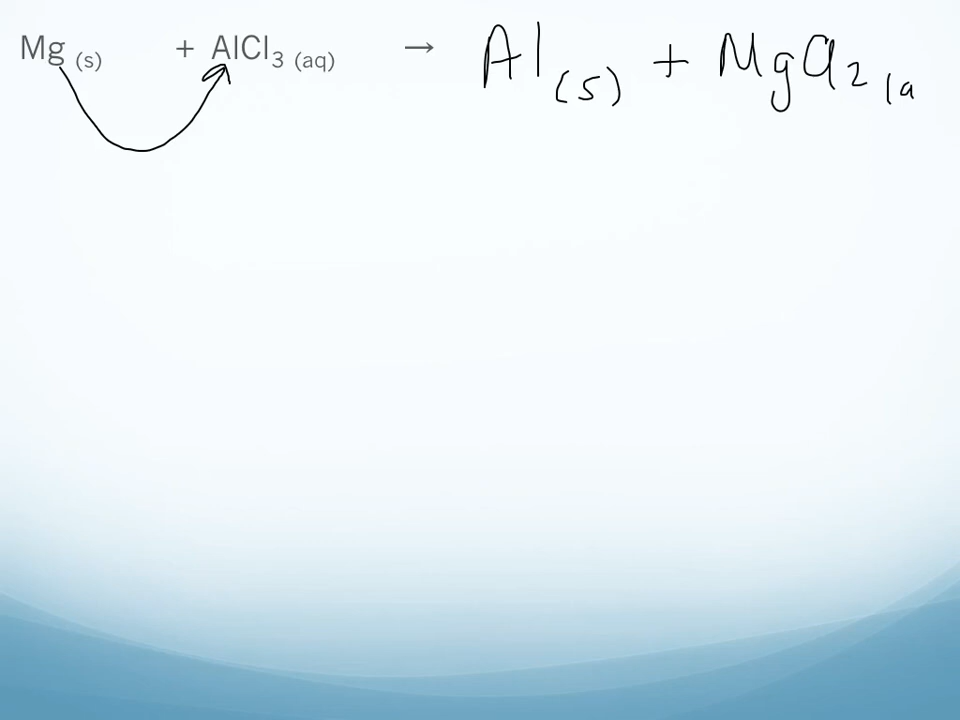 Mg (s) + AlCl3 (aq) → Al (s) + MgCl2 (a